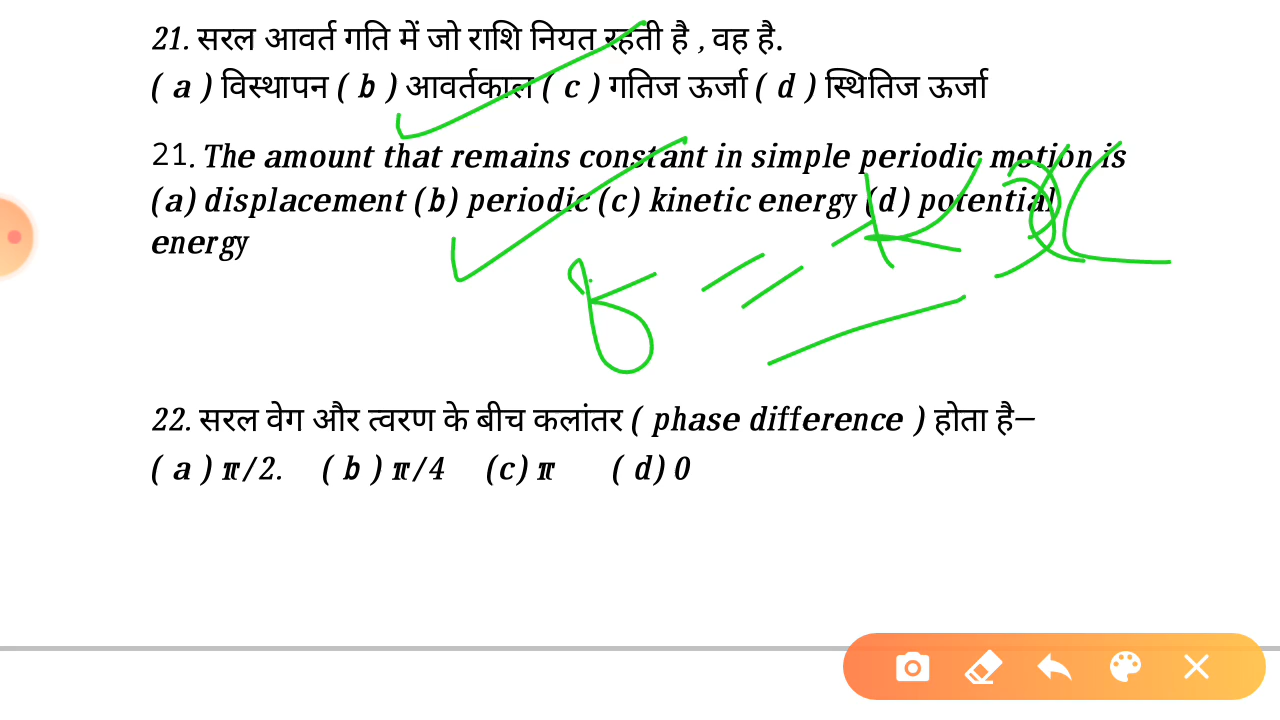 21. सरल आवर्त गति में जो राशि नियत रहती है , वह है.
( a ) विस्थापन ( b ) आवर्तकाल ( c ) गतिज ऊर्जा ( d ) स्थितिज ऊर्जा
21. The amount that remains constant in simple periodic motion is
(a) displacement (b) periodic (c) kinetic energy (d) potential
energy
22. सरल वेग और त्वरण के बीच कलांतर ( phase difference ) होता है–
( a ) π/2. ( b ) π/4 (c) π ( d) 0